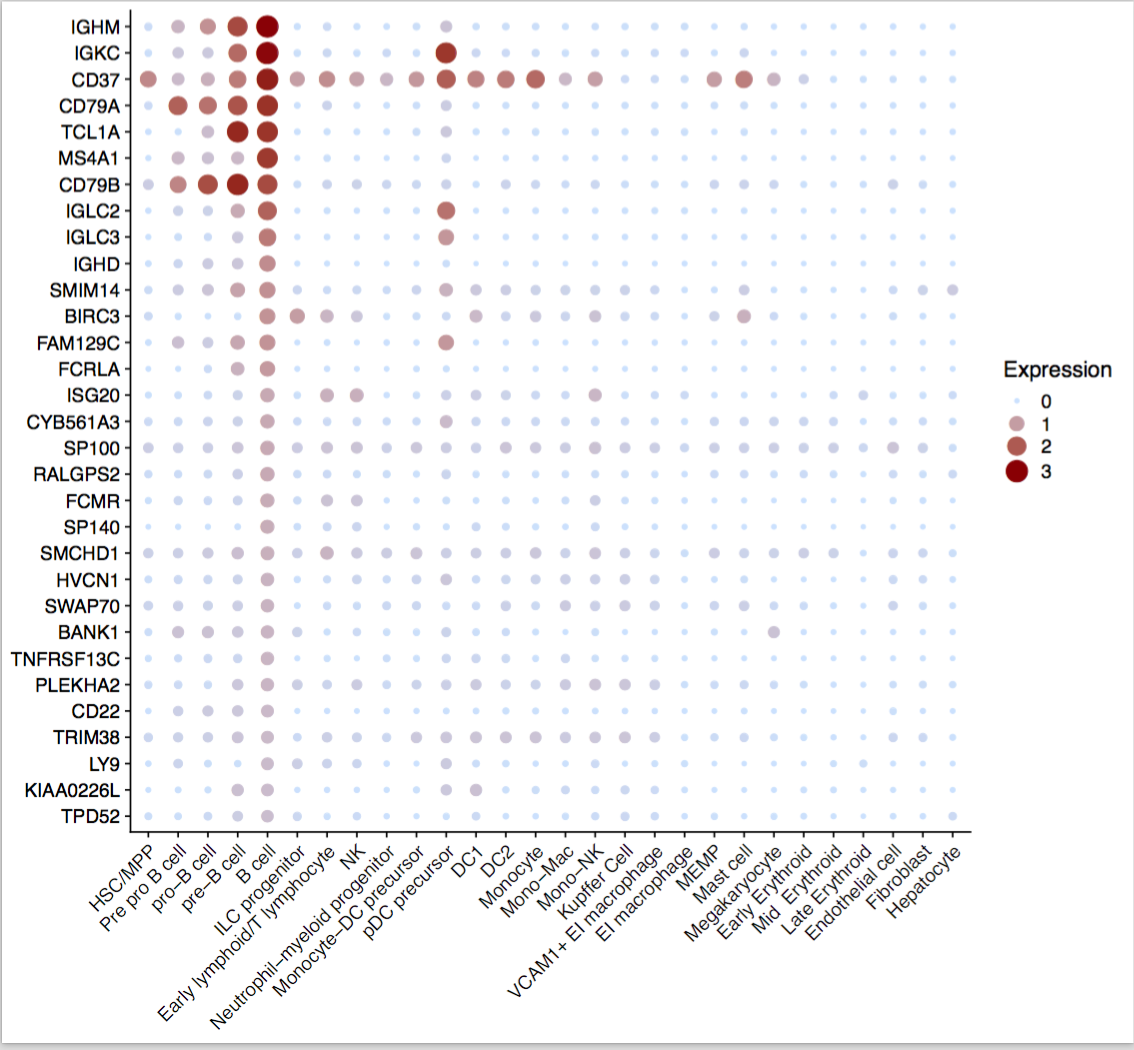 IGHM
IGKC
CD37
CD79A
TCL1A
MS4A1
CD79B
IGLC2
IGLC3
IGHD
SMIM14
BIRC3
FAM129C
FCRLA
ISG20
CYB561A3
SP100
RALGPS2
FCMR
SP140
SMCHD1
HVCN1
SWAP70
BANK1
TNFRSF13C
PLEKHA2
CD22
TRIM38
LY9
KIAA0226L
TPD52
HSC/MPP
Pre pro B cell
pro−B cell
pre−B cell
B cell
ILC progenitor
Early lymphoid/T lymphocyte
NK
Neutrophil−myeloid progenitor
Monocyte−DC precursor
pDC precursor
DC1
DC2
Monocyte
Mono−Mac
Mono−NK
Kupffer Cell
VCAM1+ EI macrophage
EI macrophage
MEMP
Mast cell
Megakaryocyte
Early Erythroid
Mid  Erythroid
Late Erythroid
Endothelial cell
Fibroblast
Hepatocyte
Expression
0
1
2
3